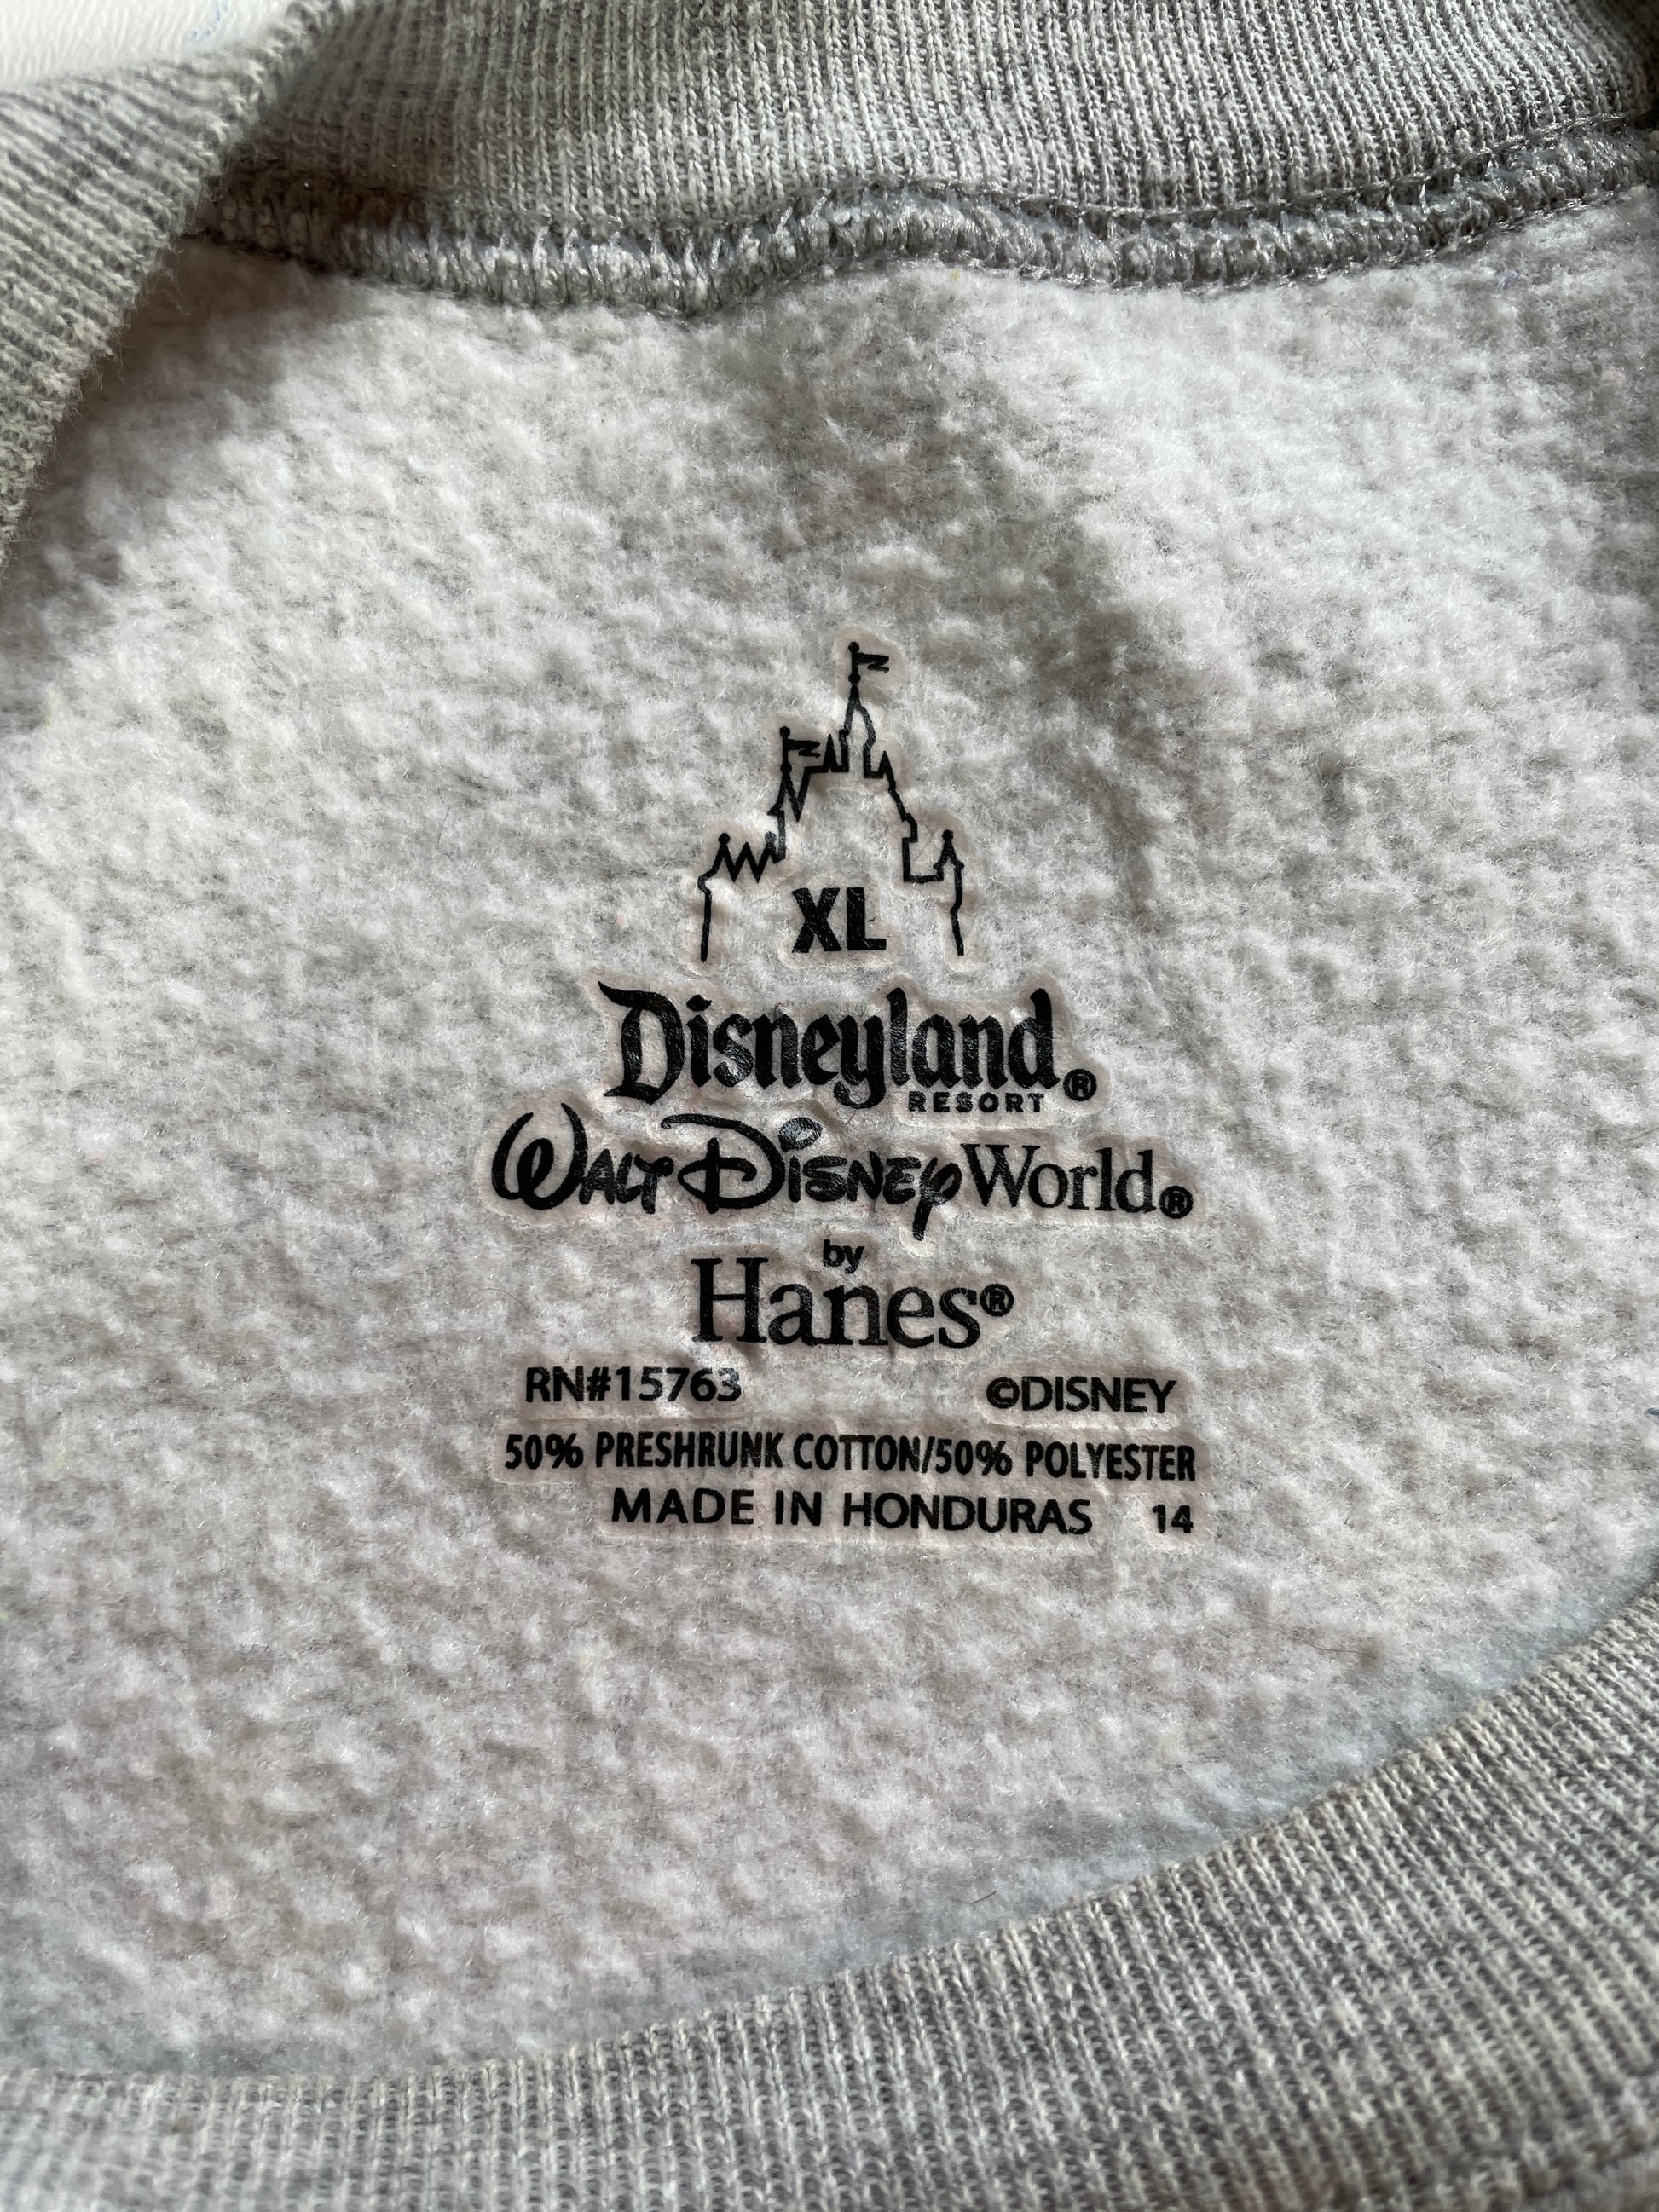 XL
Disneyland®
RESORT
WALT DISNEY World®
by
Hanes®
RN#15763 ©DISNEY
50% PRESHRUNK COTTON/50% POLYESTER
MADE IN HONDURAS 14